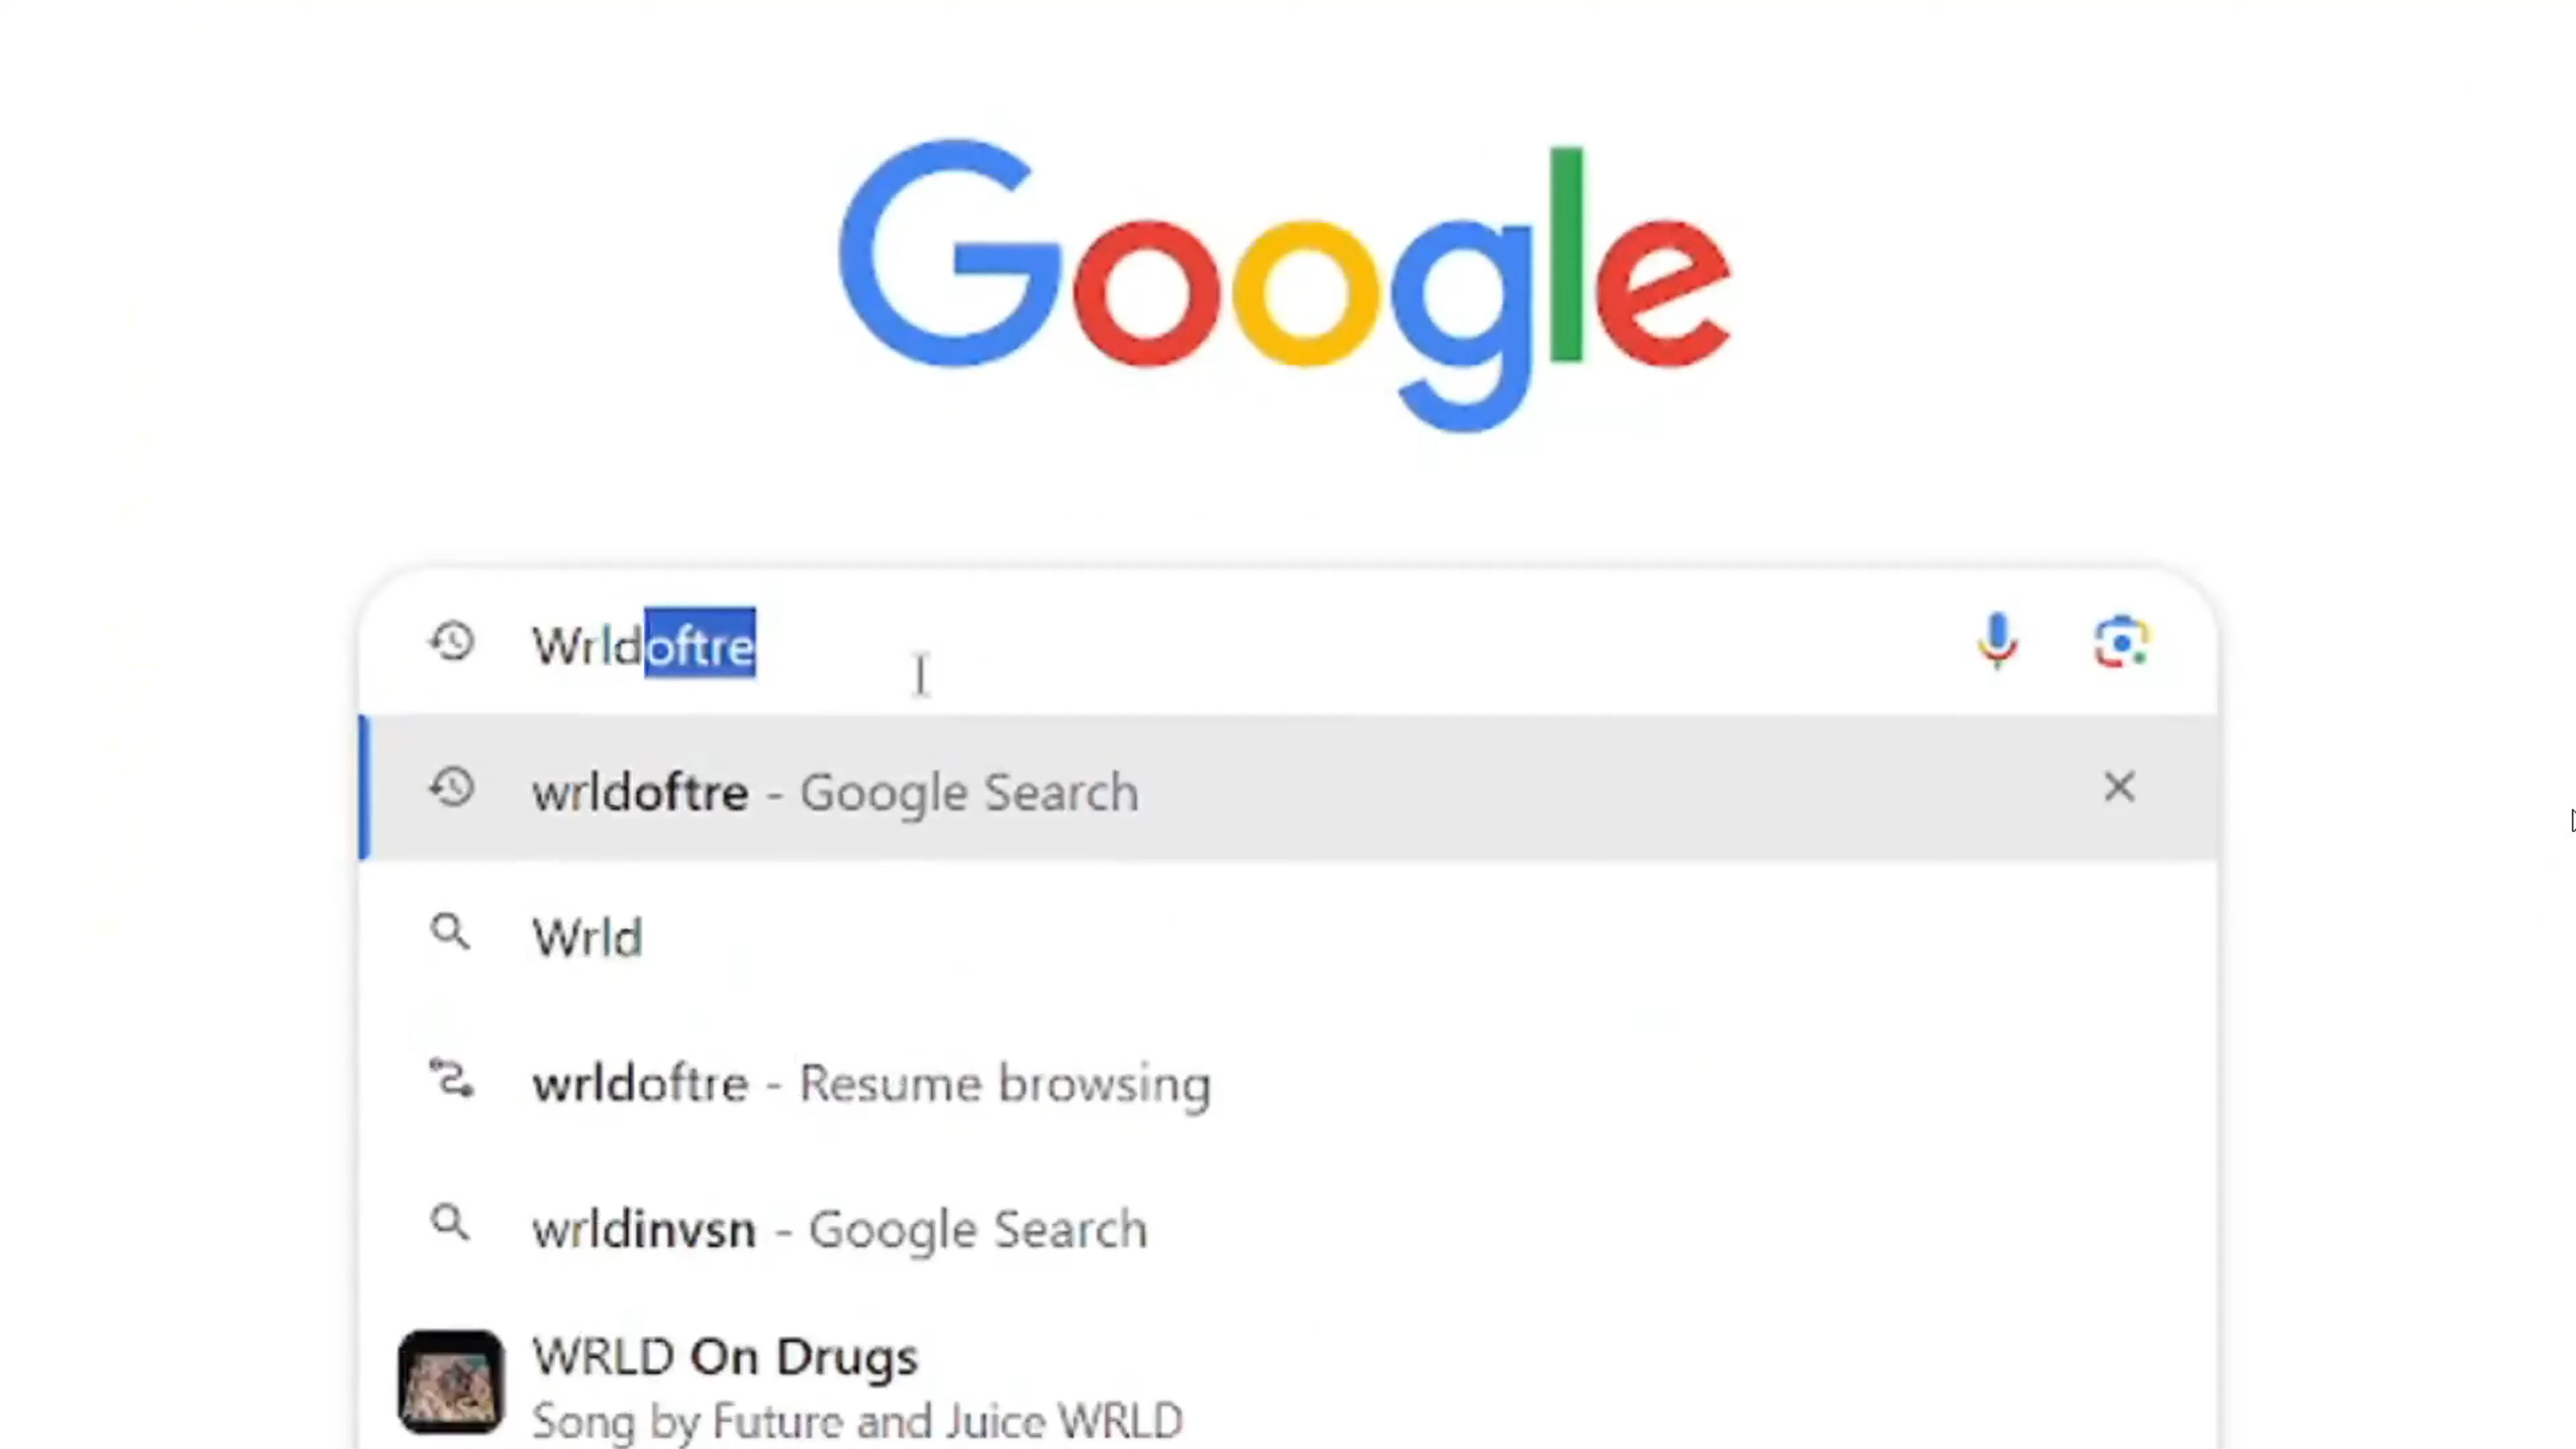 Google
Wrldoftre
wrldoftre - Google Search
Wrld
wrldoftre - Resume browsing
wrldinvsn - Google Search
WRLD On Drugs
Song by Future and Juice WRLD